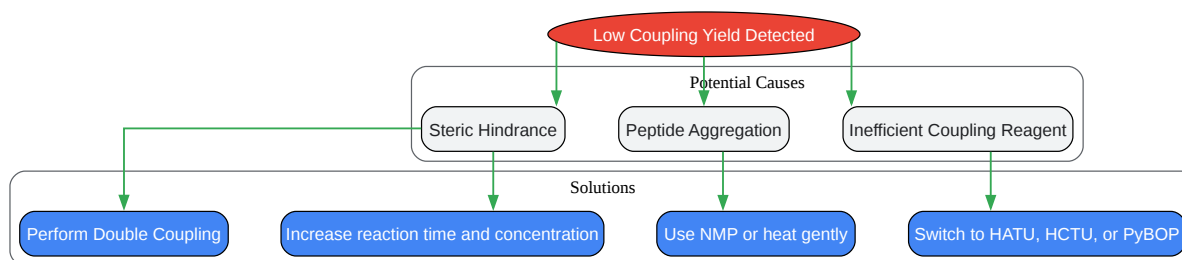 Low Coupling Yield Detected
Potential Causes
Steric Hindrance
Peptide Aggregation
Inefficient Coupling Reagent
Solutions
Perform Double Coupling
Increase reaction time and concentration
Use NMP or heat gently
Switch to HATU, HCTU, or PyBOP